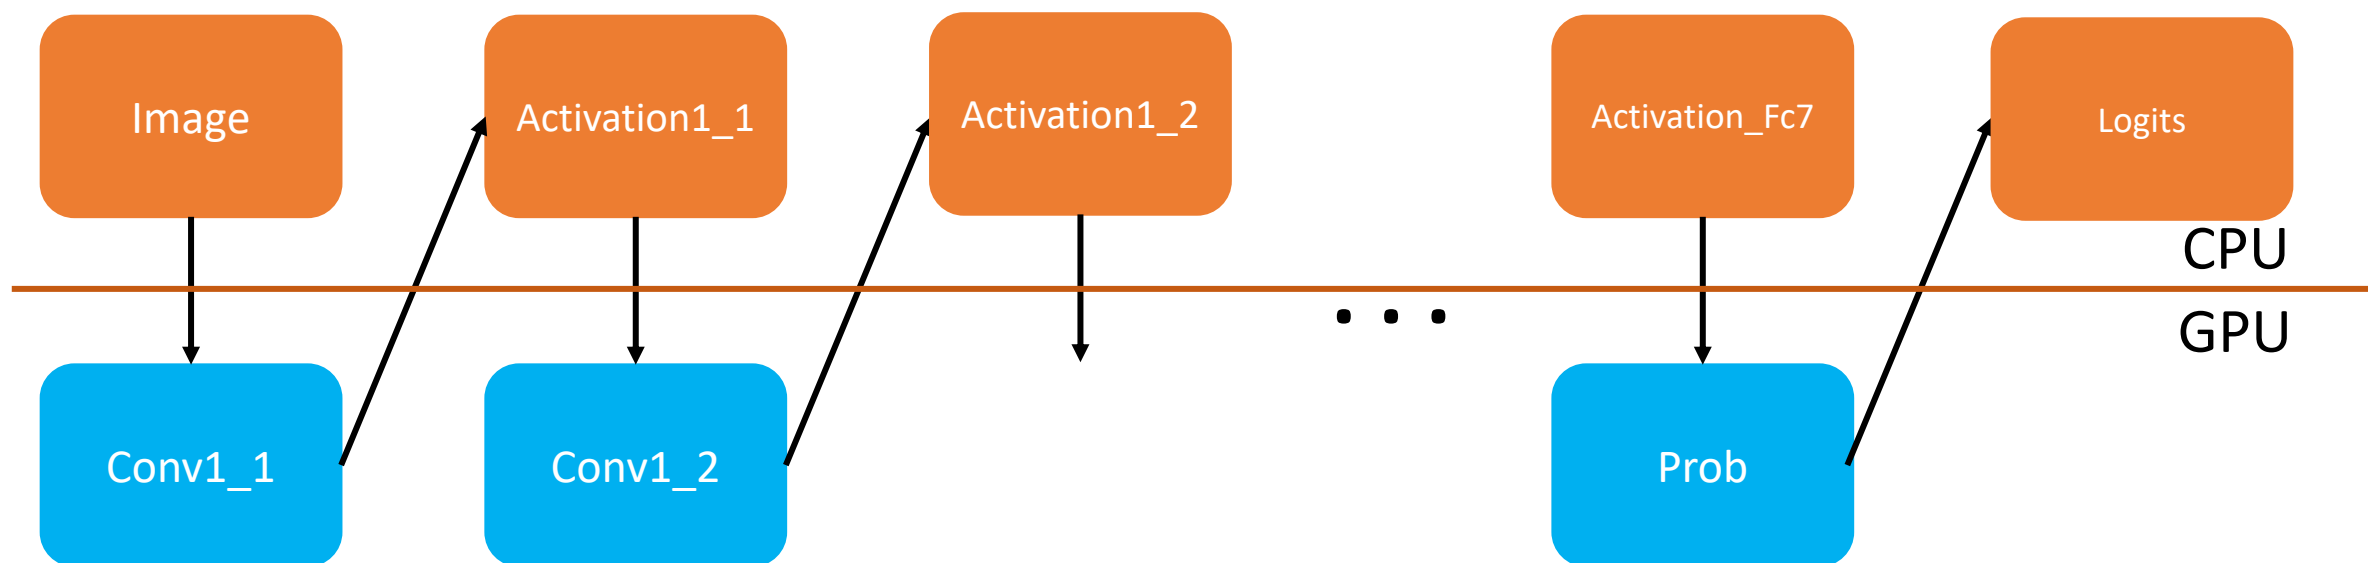 Image
Activation1_1
Activation1_2
Activation_Fc7
Logits
CPU
. . .
GPU
Conv1_1
Conv1_2
Prob